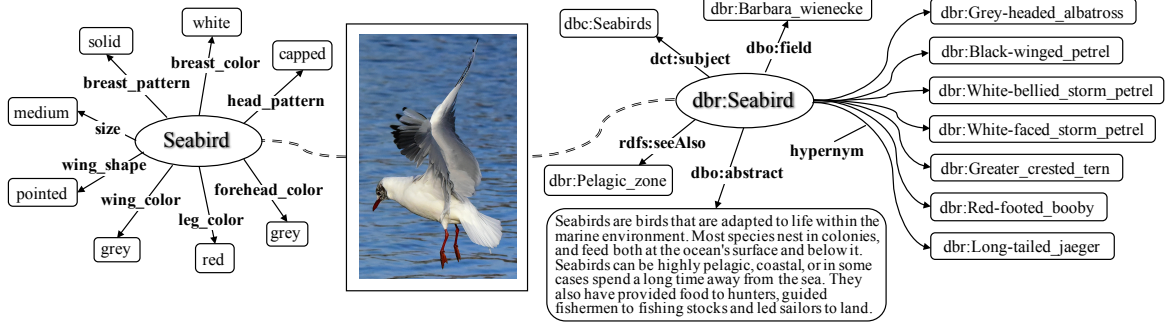 white
solid
capped
breast_color
breast_pattern
head_pattern
medium
size
Seabird
wing_shape
pointed
wing_color
leg_color
forehead_color
grey
red
grey
dbc:Seabirds
dbr:Barbara_wienecke
dct:subject
dbo:field
dbr:Seabird
rdfs:seeAlso
dbr:Pelagic_zone
dbo:abstract
hypernym
Seabirds are birds that are adapted to life within the
marine environment. Most species nest in colonies,
and feed both at the ocean's surface and below it.
Seabirds can be highly pelagic, coastal, or in some
cases spend a long time away from the sea. They
also have provided food to hunters, guided
fishermen to fishing stocks and led sailors to land.
dbr:Grey-headed_albatross
dbr:Black-winged_petrel
dbr:White-bellied_storm_petrel
dbr:White-faced_storm_petrel
dbr:Greater_crested_tern
dbr:Red-footed_booby
dbr:Long-tailed_jaeger